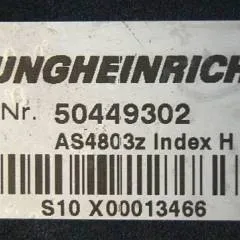 UNGHEINRICH
Nr. 50449302
AS4803z Index H
S10 X00013466